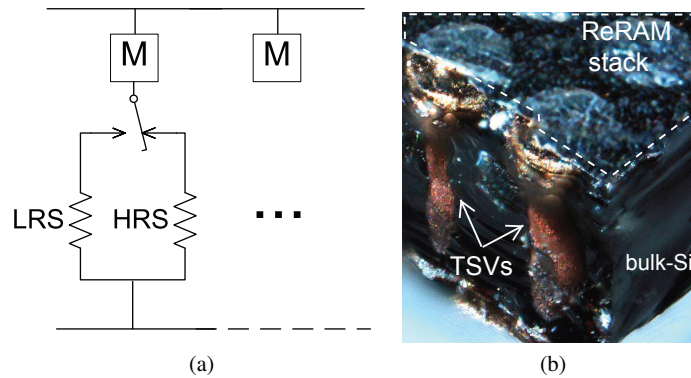 M
M
LRS
HRS
...
(a)
ReRAM
stack
TSVs
bulk-Si
(b)